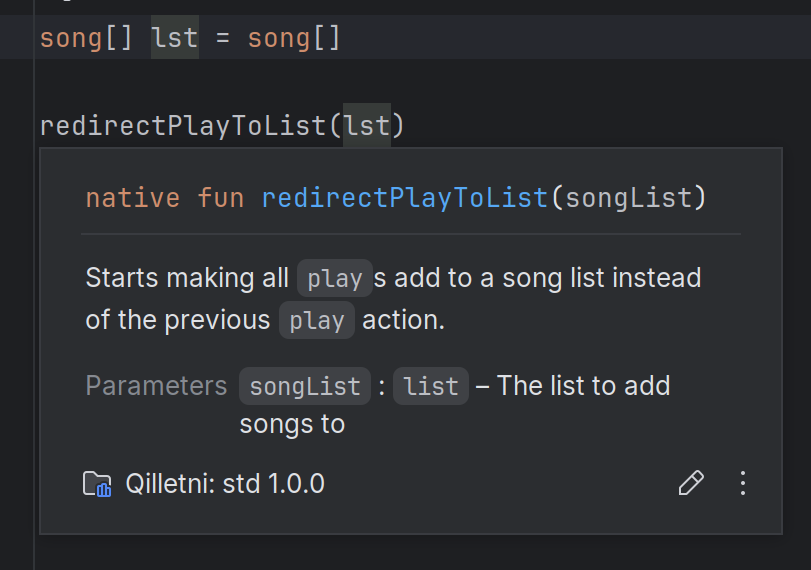 song[] lst = song[]
redirectPlayToList(lst)
native fun redirectPlayToList(songList)
Starts making all plays add to a song list instead
of the previous play action.
Parameters songList : list – The list to add
songs to
Qilletni: std 1.0.0